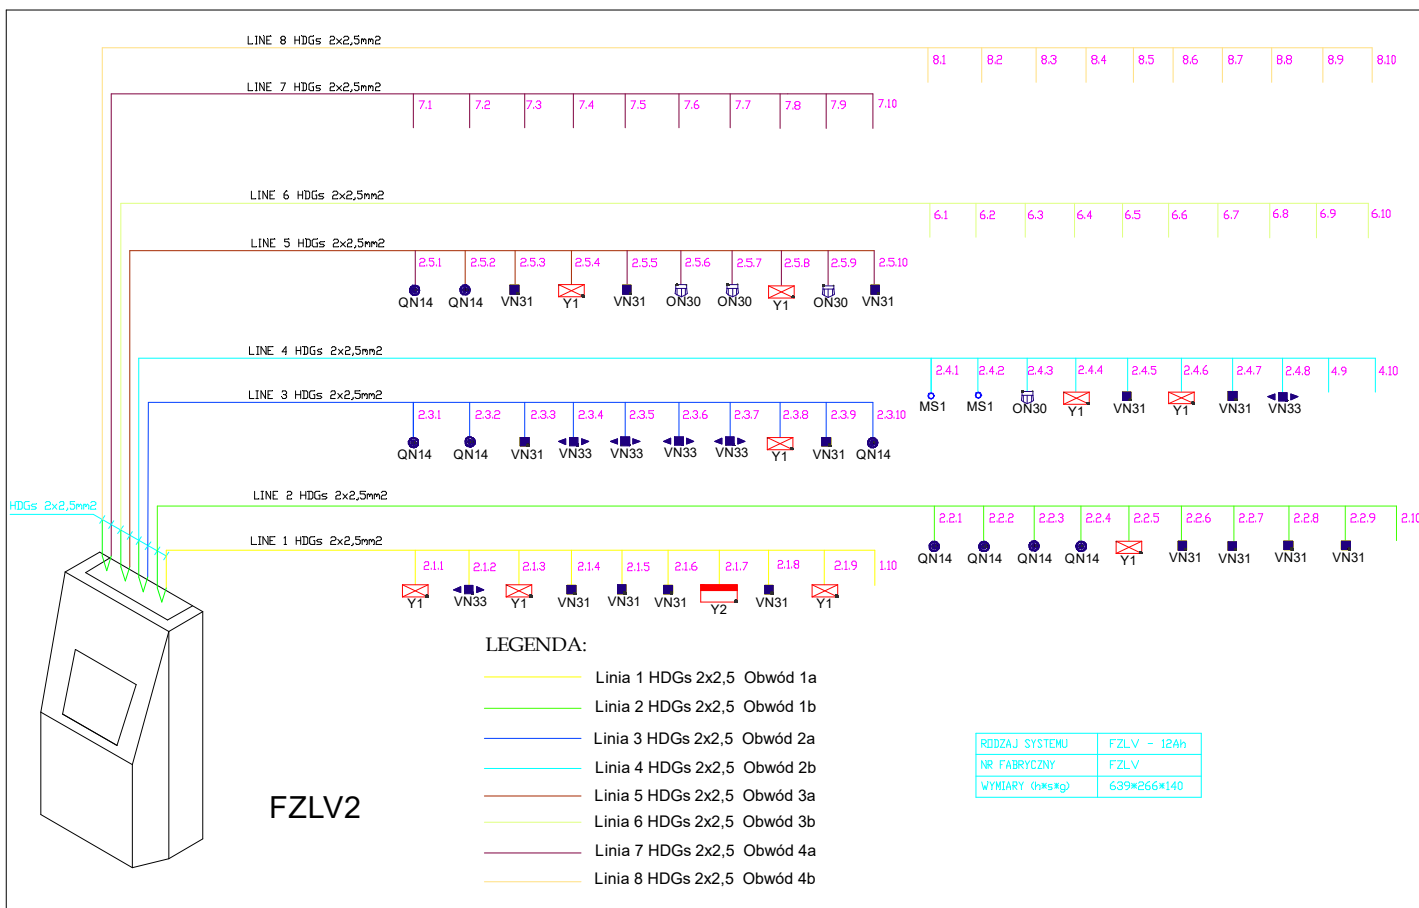 LINE 8 HDGs 2x2,5mm2
8.1 8.2 8.3 8.4 8.5 8.6 8.7 8.8 8.9 8.10
LINE 7 HDGs 2x2,5mm2
7.1 7.2 7.3 7.4 7.5 7.6 7.7 7.8 7.9 7.10
LINE 6 HDGs 2x2,5mm2
6.1 6.2 6.3 6.4 6.5 6.6 6.7 6.8 6.9 6.10
LINE 5 HDGs 2x2,5mm2
2.5.1 2.5.2 2.5.3 2.5.4 2.5.5 2.5.6 2.5.7 2.5.8 2.5.9 2.5.10
QN14 QN14 VN31 Y1 VN31 ON30 ON30 Y1 ON30 VN31
LINE 4 HDGs 2x2,5mm2
2.4.1 2.4.2 2.4.3 2.4.4 2.4.5 2.4.6 2.4.7 2.4.8 4.9 4.10
MS1 MS1 ON30 Y1 VN31 Y1 VN31 VN33
LINE 3 HDGs 2x2,5mm2
2.3.1 2.3.2 2.3.3 2.3.4 2.3.5 2.3.6 2.3.7 2.3.8 2.3.9 2.3.10
QN14 QN14 VN31 VN33 VN33 VN33 VN33 Y1 VN31 QN14
HDGs 2x2,5mm2
LINE 2 HDGs 2x2,5mm2
2.2.1 2.2.2 2.2.3 2.2.4 2.2.5 2.2.6 2.2.7 2.2.8 2.2.9 2.10
QN14 QN14 QN14 QN14 Y1 VN31 VN31 VN31 VN31
LINE 1 HDGs 2x2,5mm2
2.1.1 2.1.2 2.1.3 2.1.4 2.1.5 2.1.6 2.1.7 2.1.8 2.1.9 1.10
Y1 VN33 Y1 VN31 VN31 VN31 Y2 VN31 Y1
LEGENDA:
Linia 1 HDGs 2x2,5 Obwód 1a
Linia 2 HDGs 2x2,5 Obwód 1b
Linia 3 HDGs 2x2,5 Obwód 2a
Linia 4 HDGs 2x2,5 Obwód 2b
Linia 5 HDGs 2x2,5 Obwód 3a
Linia 6 HDGs 2x2,5 Obwód 3b
Linia 7 HDGs 2x2,5 Obwód 4a
Linia 8 HDGs 2x2,5 Obwód 4b
FZLV2
RODZAJ SYSTEMU FZLV - 12Ah
NR FABRYCZNY FZLV
WYMIARY (h*s*g) 639*266*140